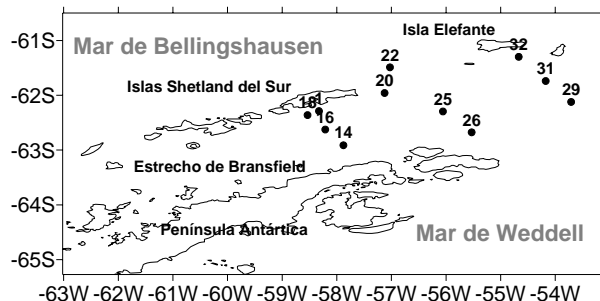 Isla Elefante
-61S
Mar de Bellingshausen
32
22
31
Islas Shetland del Sur
20
29
-62S
18
1
25
16
26
14
-63S
Estrecho de Bransfield
-64S
Península Antártica
Mar de Weddell
-65S
-63W -62W -61W -60W -59W -58W -57W -56W -55W -54W